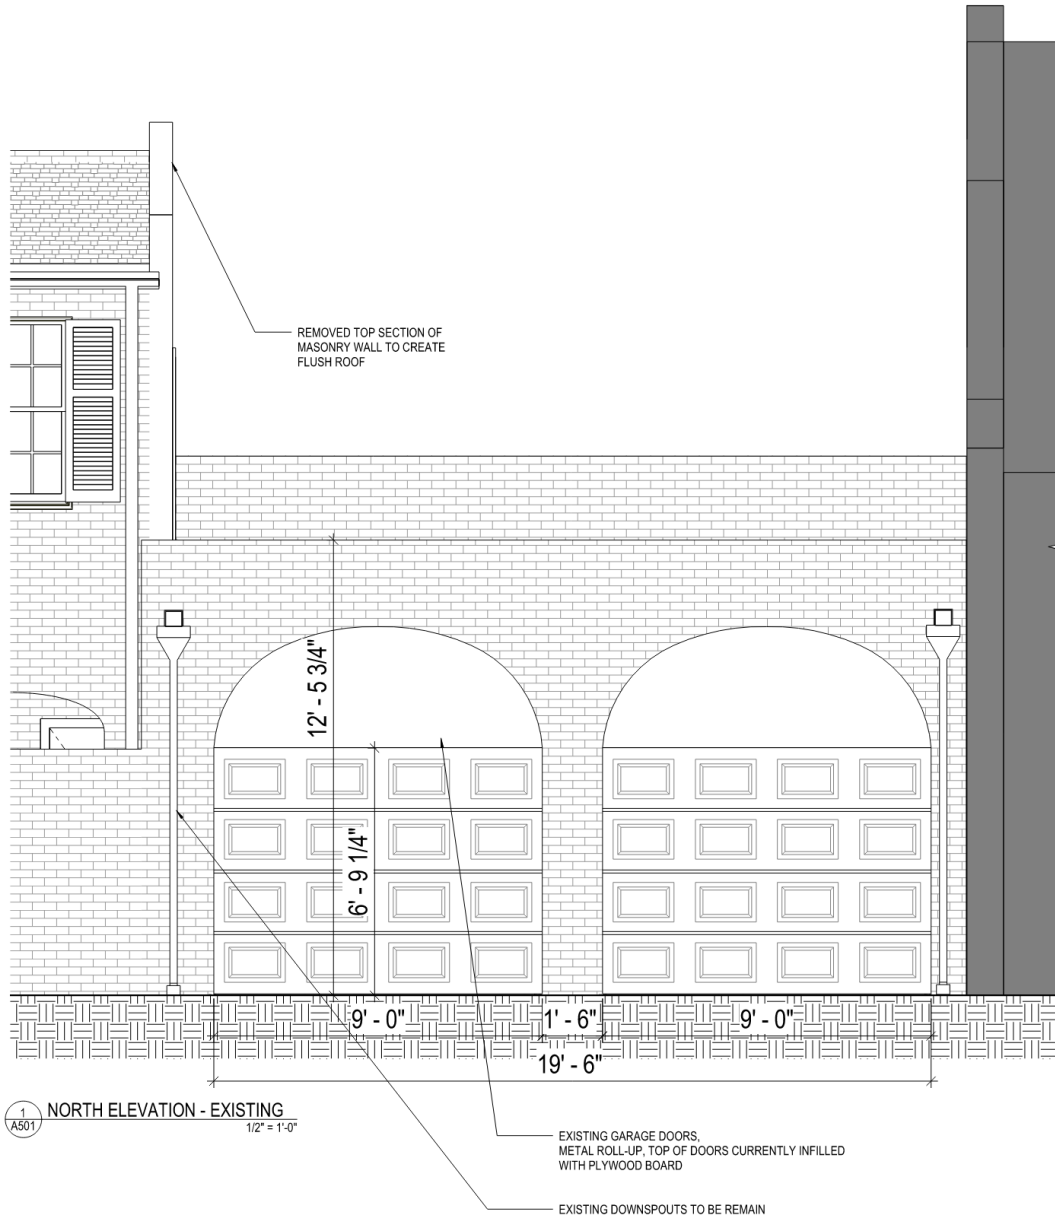 REMOVED TOP SECTION OF
MASONRY WALL TO CREATE
FLUSH ROOF
12' - 5 3/4"
6' - 9 1/4"
9' - 0"
1' - 6"
9' - 0"
19' - 6"
1
A501
NORTH ELEVATION - EXISTING
1/2" = 1'-0"
EXISTING GARAGE DOORS,
METAL ROLL-UP, TOP OF DOORS CURRENTLY INFILLED
WITH PLYWOOD BOARD
EXISTING DOWNSPOUTS TO BE REMAIN